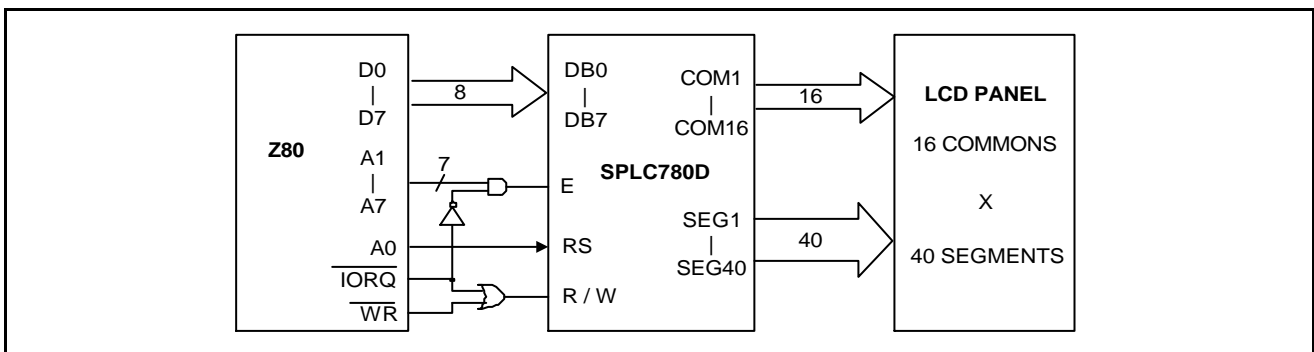 Z80
D0
|
D7
A1
|
A7
A0
IORQ
WR
8
7
DB0
|
DB7
E
RS
R / W
SPLC780D
COM1
|
COM16
SEG1
|
SEG40
16
40
LCD PANEL
16 COMMONS
X
40 SEGMENTS